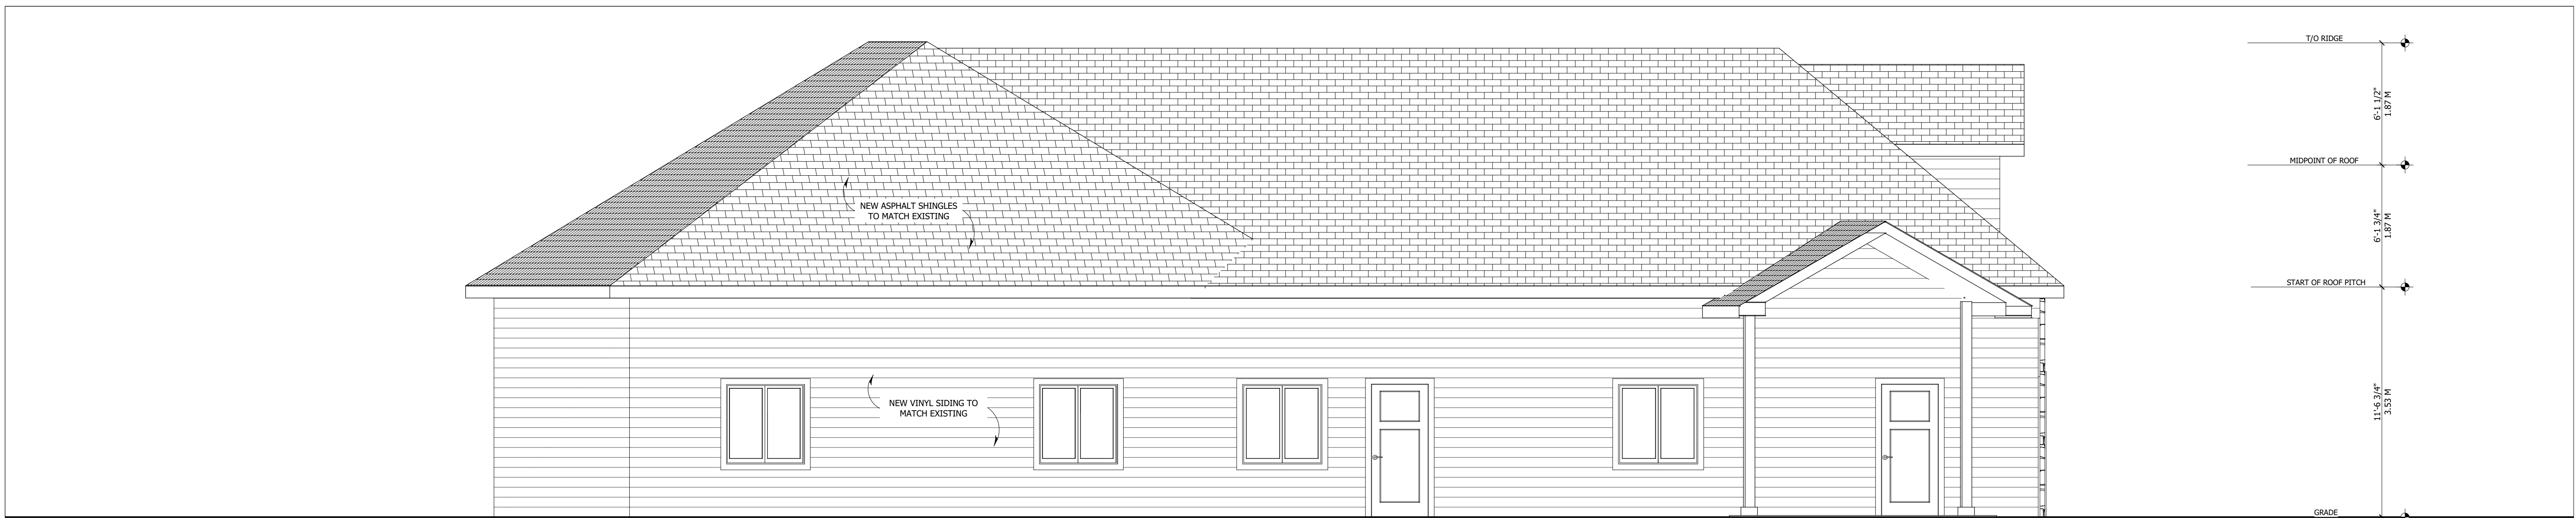 T/O RIDGE
6'-1 1/2"
1.87 M
MIDPOINT OF ROOF
NEW ASPHALT SHINGLES
TO MATCH EXISTING
6'-1 3/4"
1.87 M
START OF ROOF PITCH
NEW VINYL SIDING TO
MATCH EXISTING
11'-6 3/4"
3.53 M
GRADE